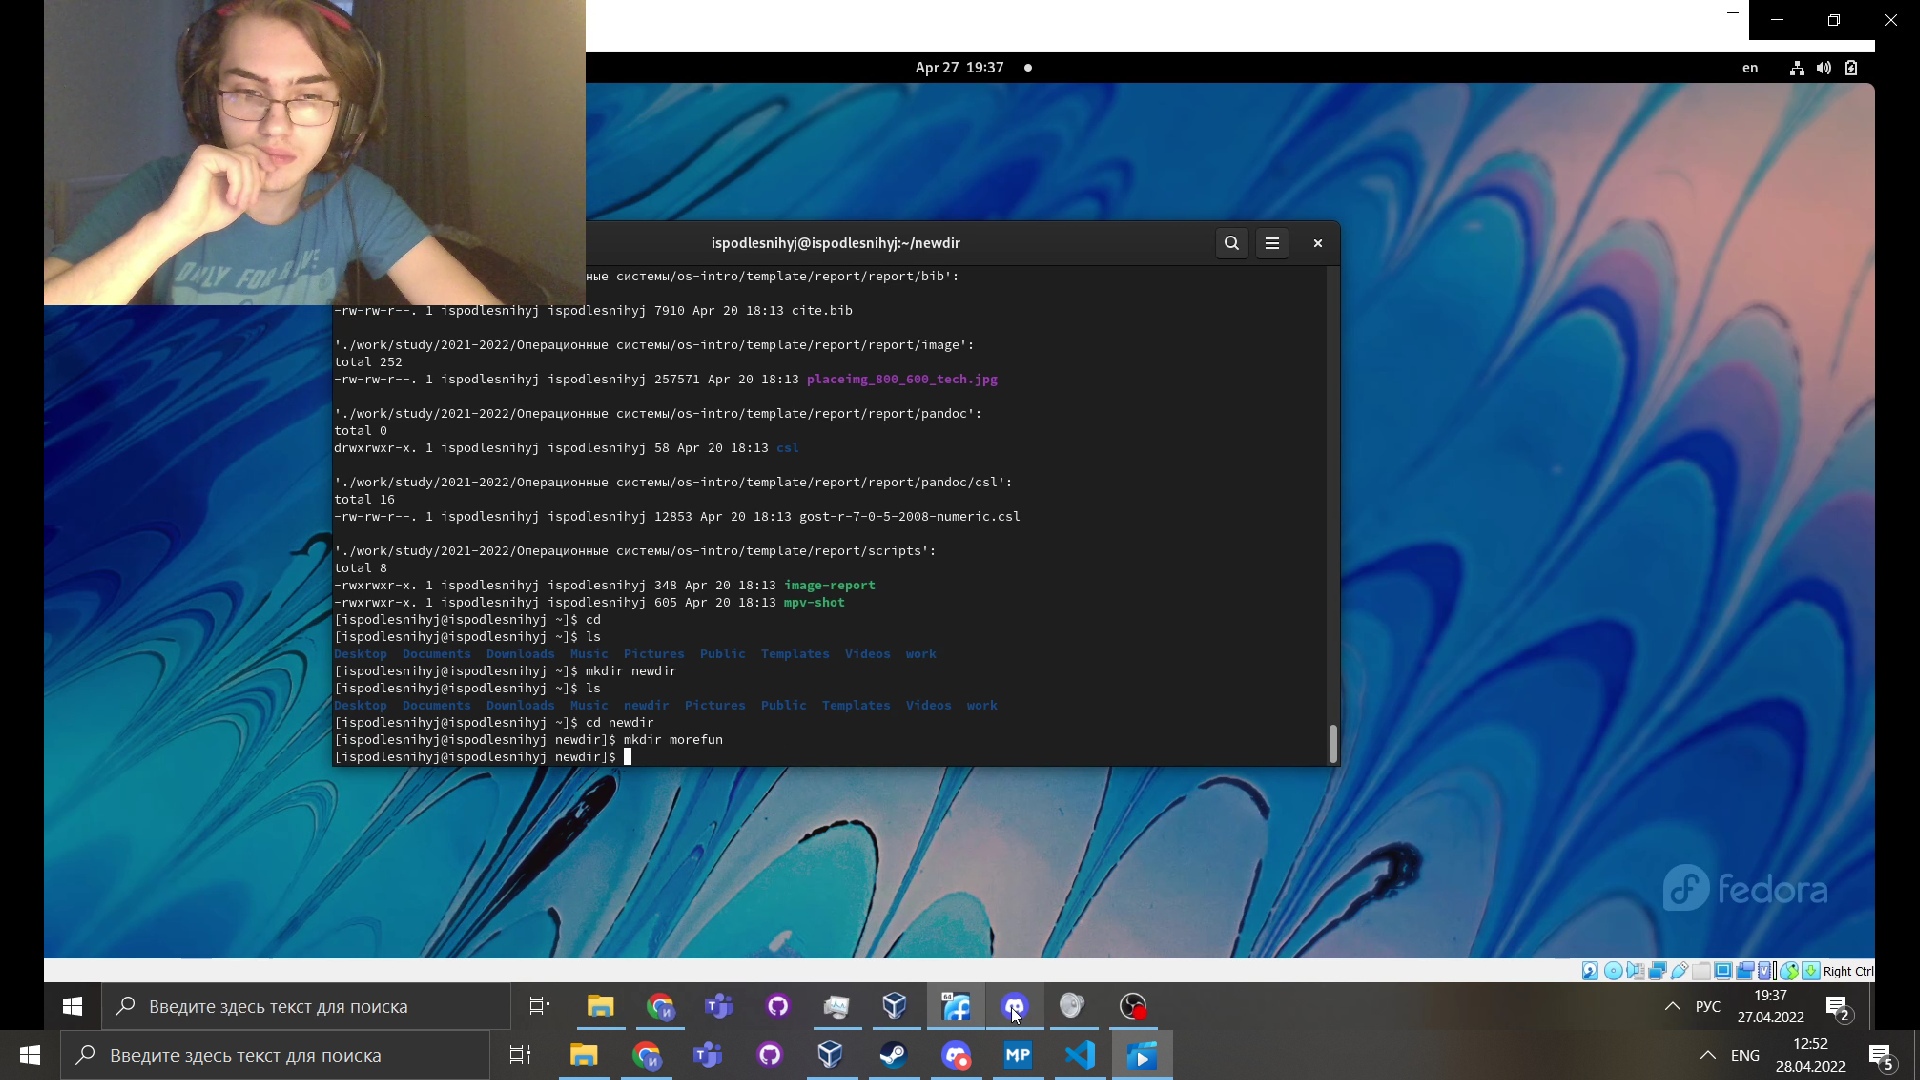 Apr 27 19:37
en
ispodlesnihyj@ispodlesnihyj:~/newdir
ные системы/os-intro/template/report/report/bib':
-rw-rw-r--. 1 ispodlesnihyj ispodlesnihyj 7910 Apr 20 18:13 cite.bib
'./work/study/2021-2022/Операционные системы/os-intro/template/report/report/image':
total 252
-rw-rw-r--. 1 ispodlesnihyj ispodlesnihyj 257571 Apr 20 18:13 placeimg_800_600_tech.jpg
'./work/study/2021-2022/Операционные системы/os-intro/template/report/report/pandoc':
total 0
drwxrwxr-x. 1 ispodlesnihyj ispodlesnihyj 58 Apr 20 18:13 csl
'./work/study/2021-2022/Операционные системы/os-intro/template/report/report/pandoc/csl':
total 16
-rw-rw-r--. 1 ispodlesnihyj ispodlesnihyj 12853 Apr 20 18:13 gost-r-7-0-5-2008-numeric.csl
'./work/study/2021-2022/Операционные системы/os-intro/template/report/scripts':
total 8
-rwxrwxr-x. 1 ispodlesnihyj ispodlesnihyj 348 Apr 20 18:13 image-report
-rwxrwxr-x. 1 ispodlesnihyj ispodlesnihyj 605 Apr 20 18:13 mpv-shot
[ispodlesnihyj@ispodlesnihyj ~]$ cd
[ispodlesnihyj@ispodlesnihyj ~]$ ls
Desktop Documents Downloads Music Pictures Public Templates Videos work
[ispodlesnihyj@ispodlesnihyj ~]$ mkdir newdir
[ispodlesnihyj@ispodlesnihyj ~]$ ls
Desktop Documents Downloads Music newdir Pictures Public Templates Videos work
[ispodlesnihyj@ispodlesnihyj ~]$ cd newdir
[ispodlesnihyj@ispodlesnihyj newdir]$ mkdir morefun
[ispodlesnihyj@ispodlesnihyj newdir]$
fedora
Right Ctrl
Введите здесь текст для поиска
64
РУС
19:37
27.04.2022
2
Введите здесь текст для поиска
MP
ENG
12:52
28.04.2022
5